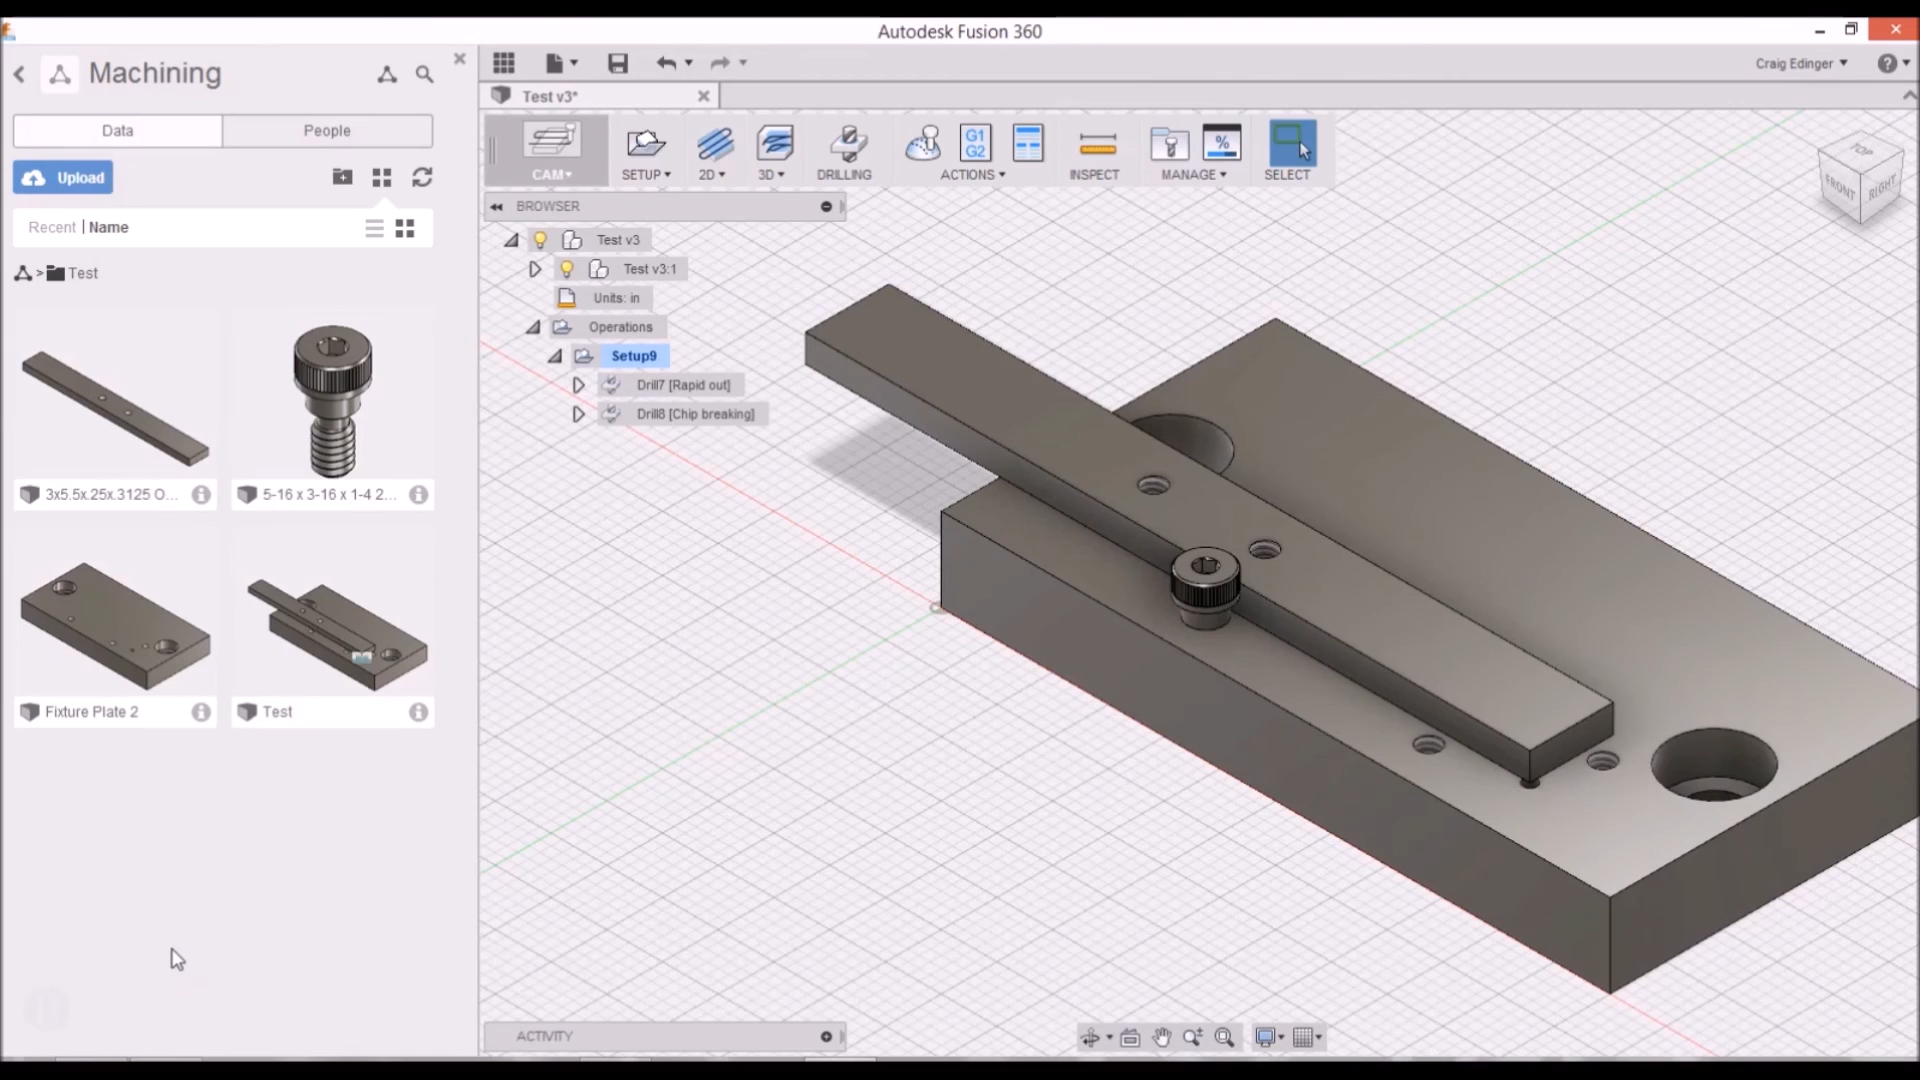 Autodesk Fusion 360
Machining
Data
People
Upload
Recent | Name
> Test
3x5.5x.25x.3125 O...
5-16 x 3-16 x 1-4 2...
Fixture Plate 2
Test
Craig Edinger
Test v3*
CAM
SETUP
2D
3D
DRILLING
G1
G2
ACTIONS
INSPECT
%
MANAGE
SELECT
BROWSER
Test v3
Test v3:1
Units: in
Operations
Setup9
Drill7 [Rapid out]
Drill8 [Chip breaking]
TOP
FRONT
RIGHT
ACTIVITY